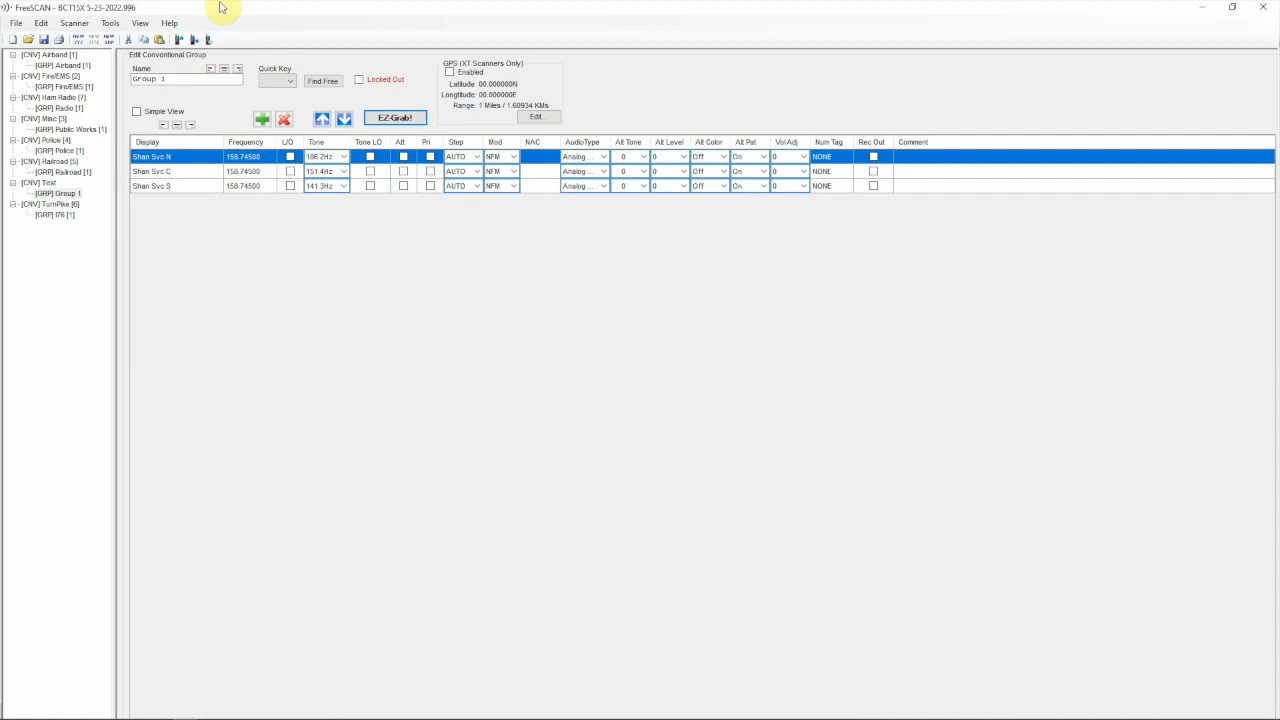 FreeSCAN - BCT15X 5-23-2022.996
File Edit Scanner Tools View Help
NEW SYS NEW SITE NEW GRP
[CNV] Airband [1]
[GRP] Airband [1]
[CNV] Fire/EMS [2]
[GRP] Fire/EMS [1]
[CNV] Ham Radio [7]
[GRP] Radio [1]
[CNV] Misc [3]
[GRP] Public Works [1]
[CNV] Police [4]
[GRP] Police [1]
[CNV] Railroad [5]
[GRP] Railroad [1]
[CNV] Test
[GRP] Group 1
[CNV] TurnPike [6]
[GRP] I76 [1]
Edit Conventional Group
Name
Group 1
Quick Key
Find Free
Locked Out
GPS (XT Scanners Only)
Enabled
Latitude 00.000000N
Longtitude: 00.000000E
Range: 1 Miles / 1.60934 KMs
Edit...
Simple View
EZ-Grab!
Display Frequency L/O Tone Tone LO Att Pri Step Mod NAC AudioType Alt Tone Alt Level Alt Color Alt Pat Vol Adj Num Tag Rec Out Comment
Shan Svc N 158.74500 186.2Hz AUTO NFM Analog ... 0 0 Off On 0 NONE
Shan Svc C 158.74500 151.4Hz AUTO NFM Analog ... 0 0 Off On 0 NONE
Shan Svc S 158.74500 141.3Hz AUTO NFM Analog ... 0 0 Off On 0 NONE